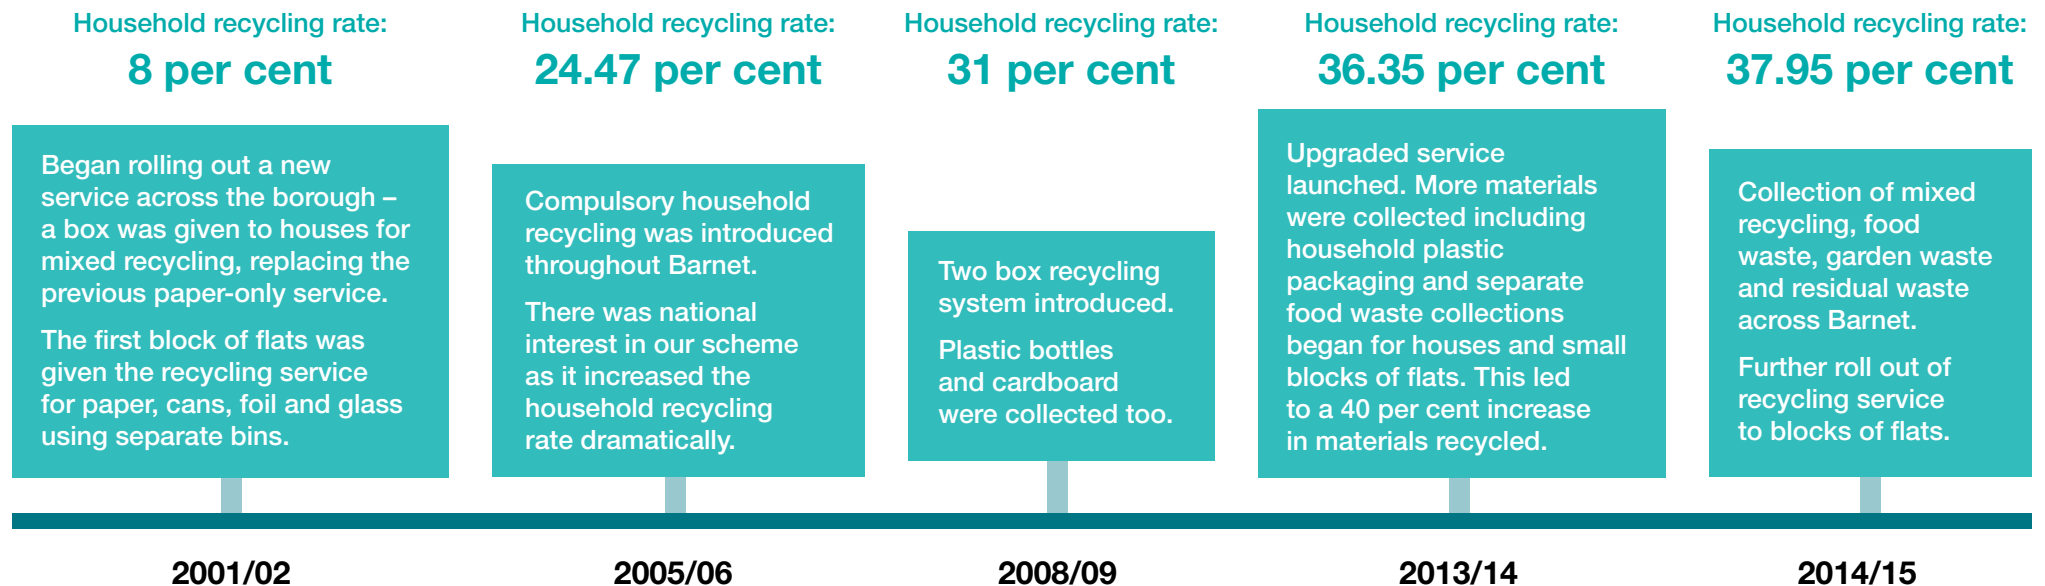 Household recycling rate:
8 per cent
Began rolling out a new
service across the borough –
a box was given to houses for
mixed recycling, replacing the
previous paper-only service.
The first block of flats was
given the recycling service
for paper, cans, foil and glass
using separate bins.
2001/02
Household recycling rate:
24.47 per cent
Compulsory household
recycling was introduced
throughout Barnet.
There was national
interest in our scheme
as it increased the
household recycling
rate dramatically.
2005/06
Household recycling rate:
31 per cent
Two box recycling
system introduced.
Plastic bottles
and cardboard
were collected too.
2008/09
Household recycling rate:
36.35 per cent
Upgraded service
launched. More materials
were collected including
household plastic
packaging and separate
food waste collections
began for houses and small
blocks of flats. This led
to a 40 per cent increase
in materials recycled.
2013/14
Household recycling rate:
37.95 per cent
Collection of mixed
recycling, food
waste, garden waste
and residual waste
across Barnet.
Further roll out of
recycling service
to blocks of flats.
2014/15